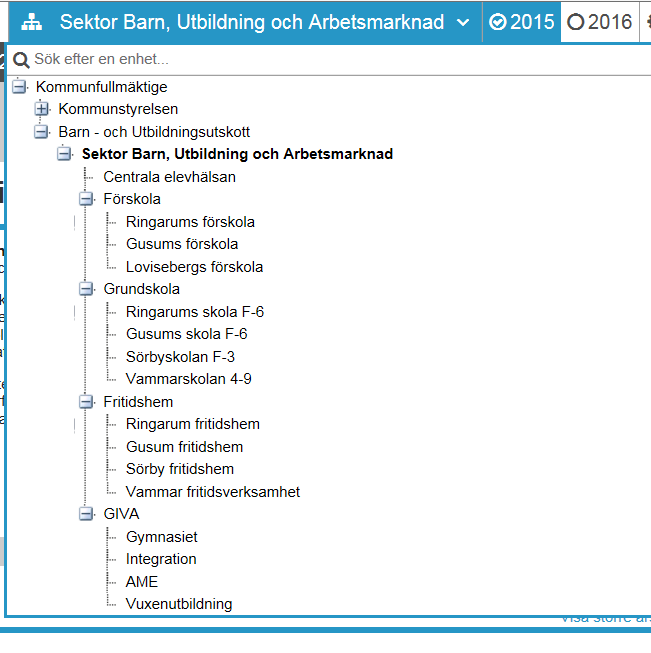 Sektor Barn, Utbildning och Arbetsmarknad 2015 2016
Sök efter en enhet...
Kommunfullmäktige
Kommunstyrelsen
Barn - och Utbildningsutskott
Sektor Barn, Utbildning och Arbetsmarknad
Centrala elevhälsan
Förskola
Ringarums förskola
Gusums förskola
Lovisebergs förskola
Grundskola
Ringarums skola F-6
Gusums skola F-6
Sörbyskolan F-3
Vammarskolan 4-9
Fritidshem
Ringarum fritidshem
Gusum fritidshem
Sörby fritidshem
Vammar fritidsverksamhet
GIVA
Gymnasiet
Integration
AME
Vuxenutbildning
Visa större